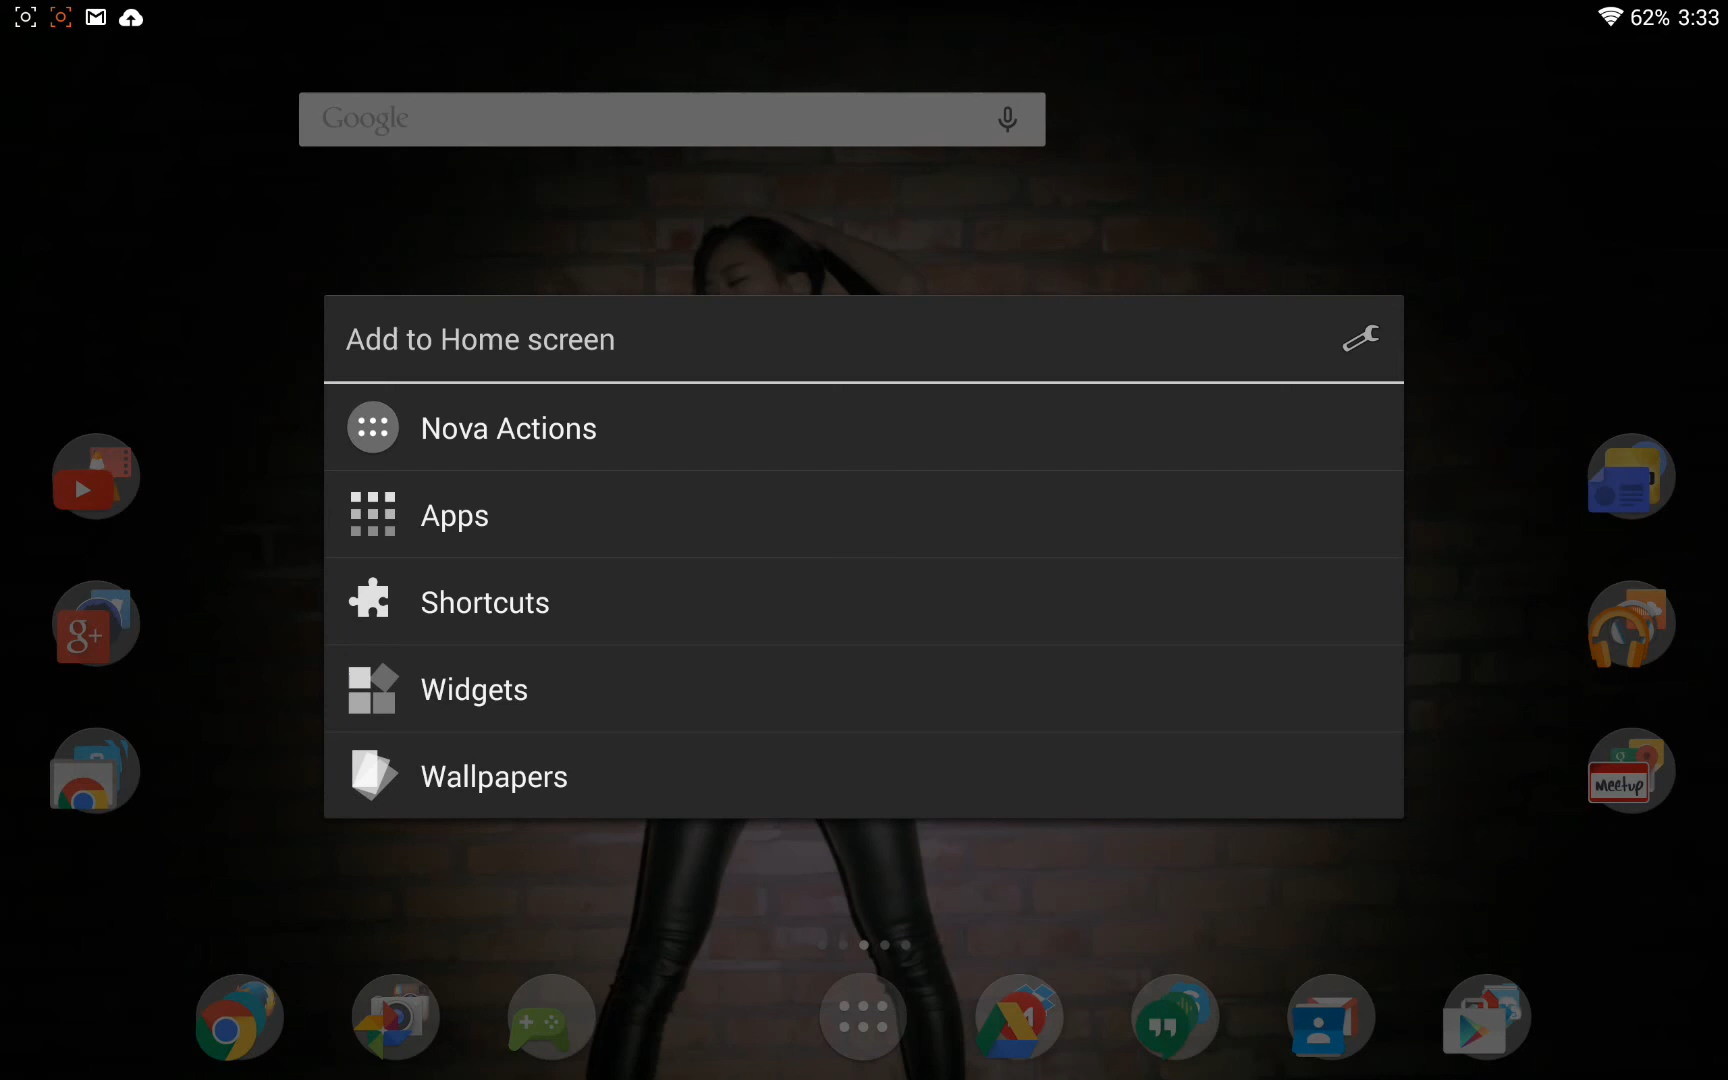 62% 3:33
Google
Add to Home screen
Nova Actions
Apps
Shortcuts
Widgets
Wallpapers
g+
Meetup